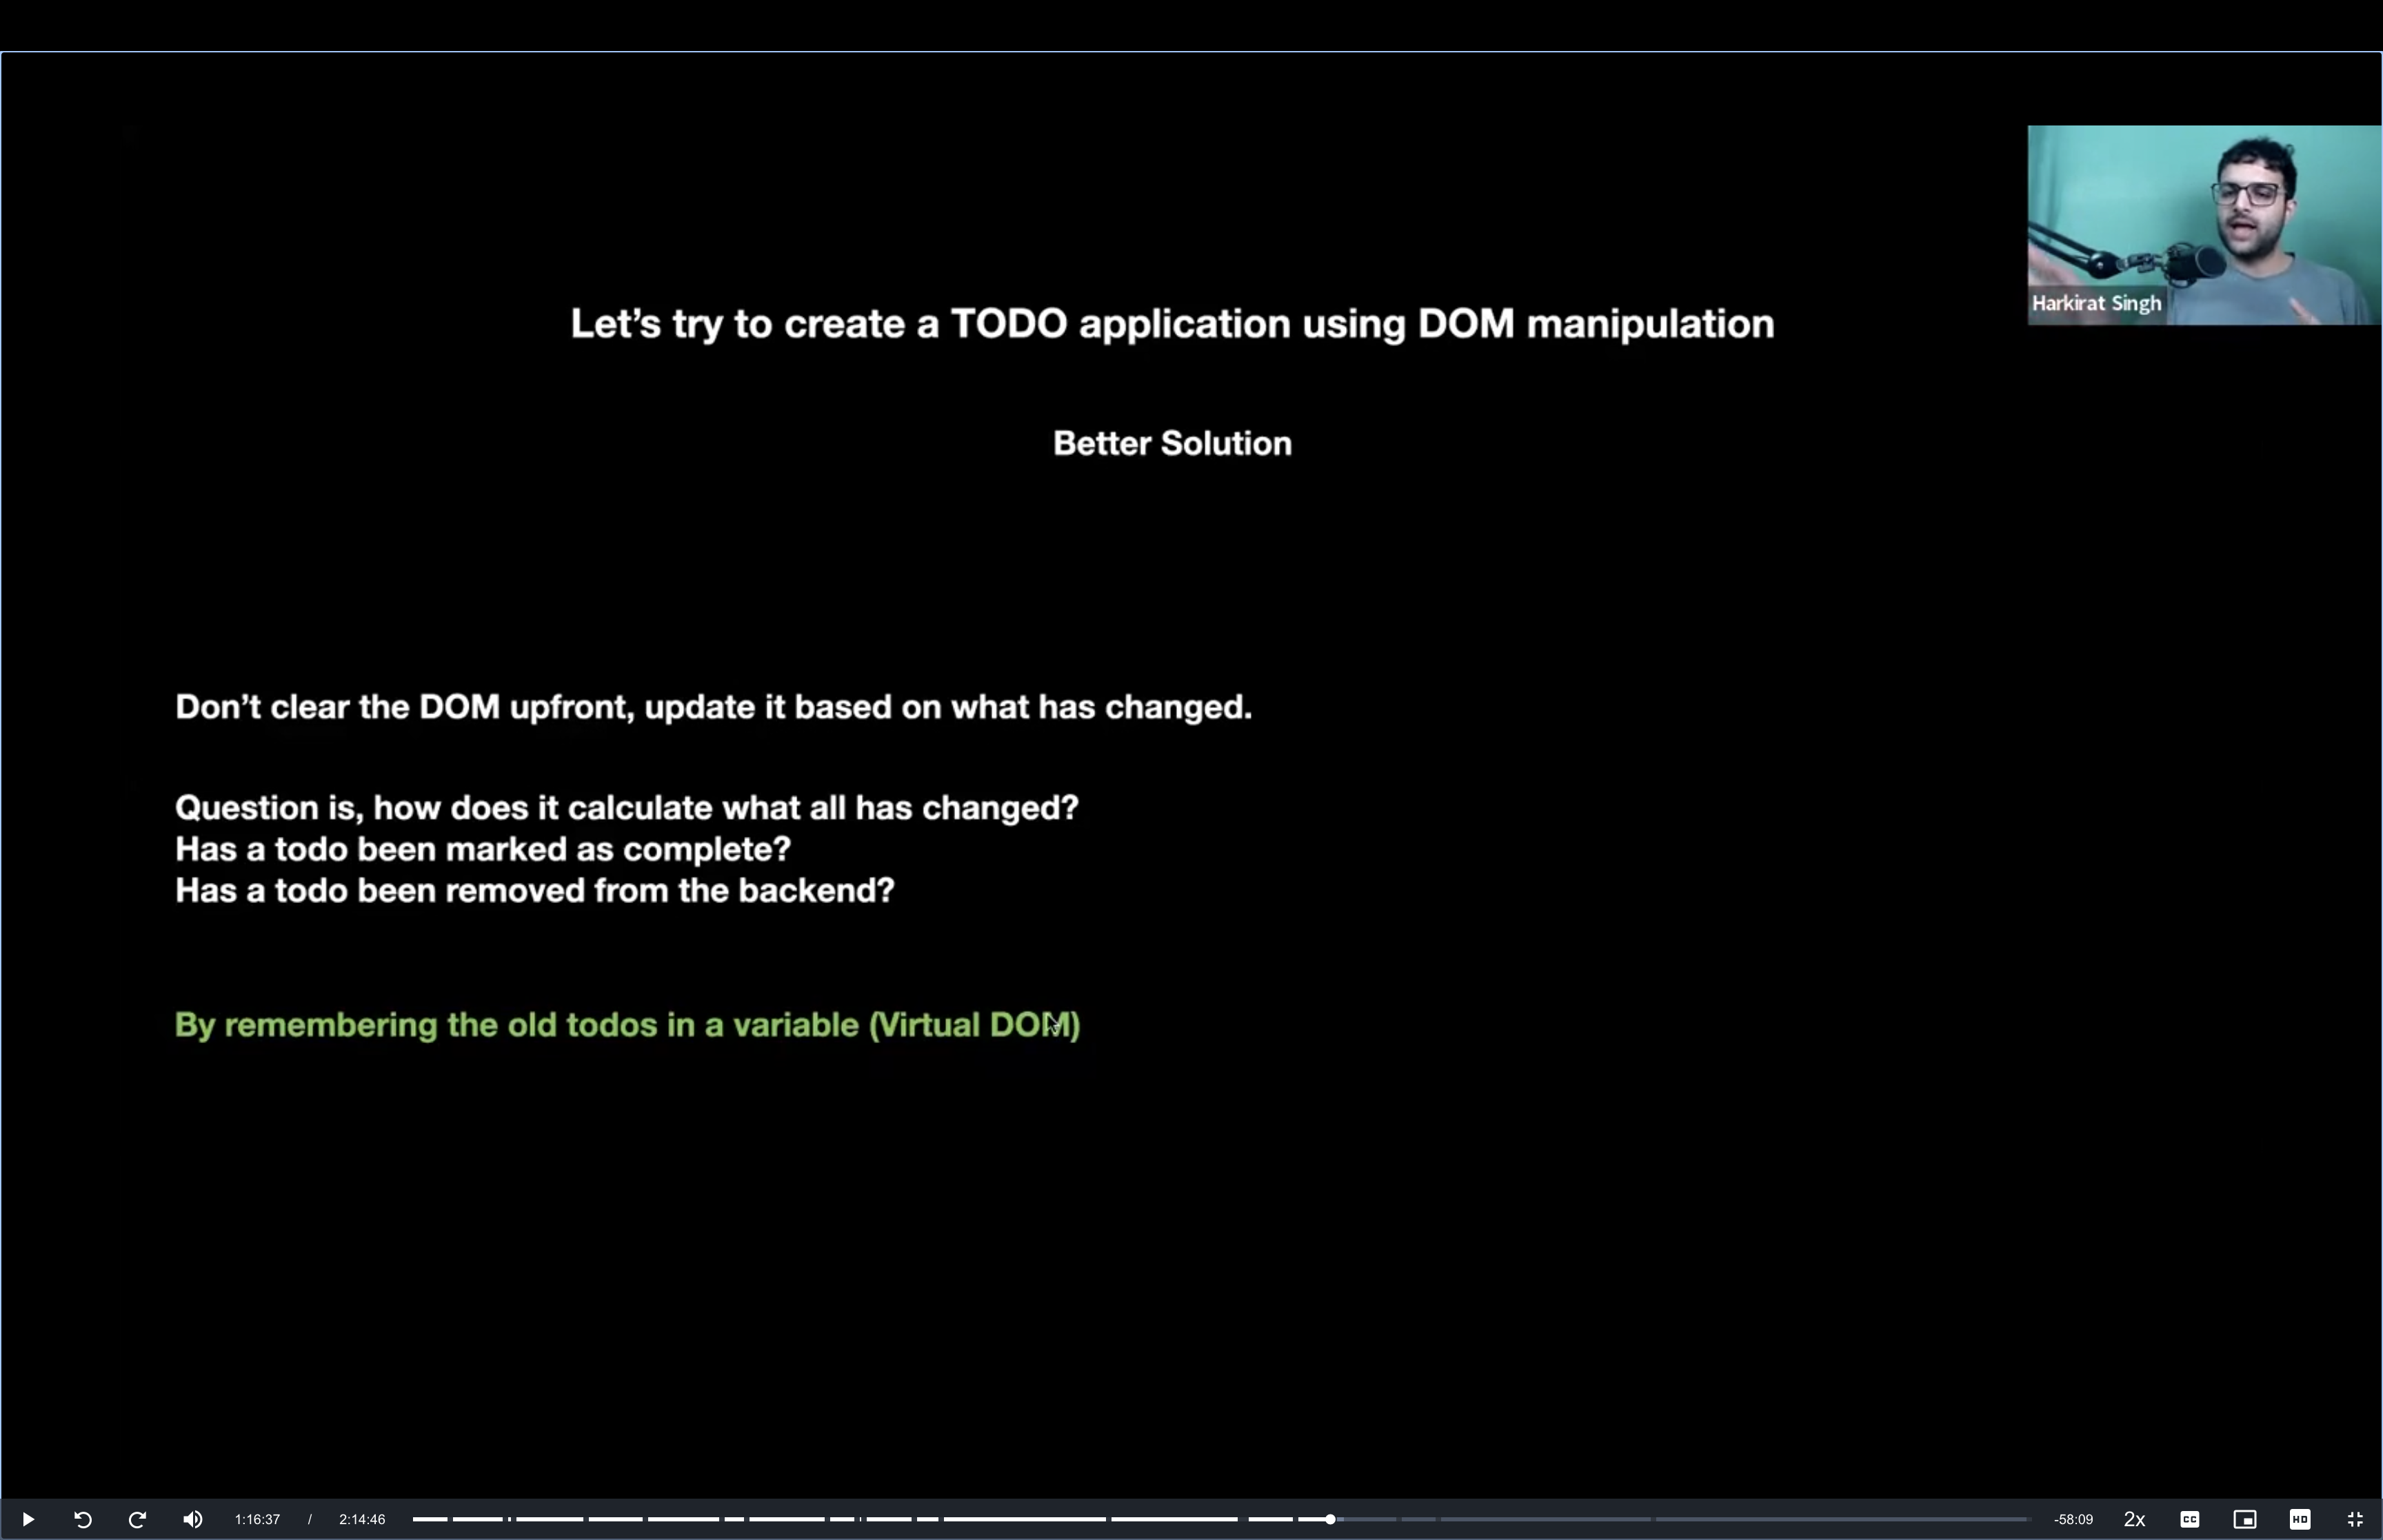 Let’s try to create a TODO application using DOM manipulation
Harkirat Singh
Better Solution
Don’t clear the DOM upfront, update it based on what has changed.
Question is, how does it calculate what all has changed?
Has a todo been marked as complete?
Has a todo been removed from the backend?
By remembering the old todos in a variable (Virtual DOM)
1:16:37 / 2:14:46 -58:09 2x CC HD